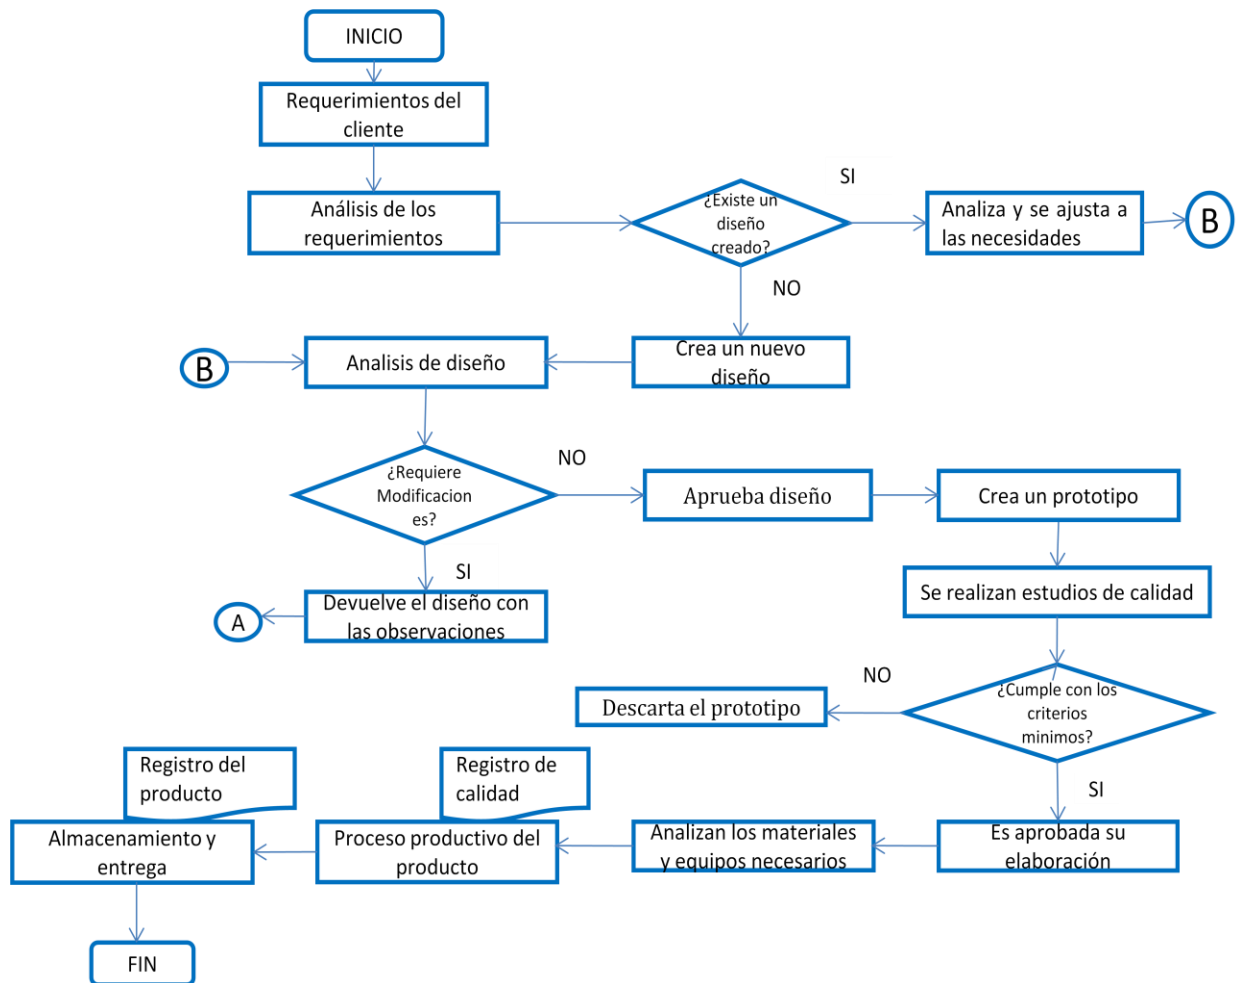 INICIO
Requerimientos del
cliente
Análisis de los
requerimientos
¿Existe un
diseño
creado?
SI
Analiza y se ajusta a
las necesidades
B
NO
B
Analisis de diseño
Crea un nuevo
diseño
¿Requiere
Modificacion
es?
NO
Aprueba diseño
Crea un prototipo
SI
Se realizan estudios de calidad
A
Devuelve el diseño con
las observaciones
NO
Descarta el prototipo
¿Cumple con los
criterios
minimos?
SI
Registro del
producto
Registro de
calidad
Almacenamiento y
entrega
Proceso productivo del
producto
Analizan los materiales
y equipos necesarios
Es aprobada su
elaboración
FIN